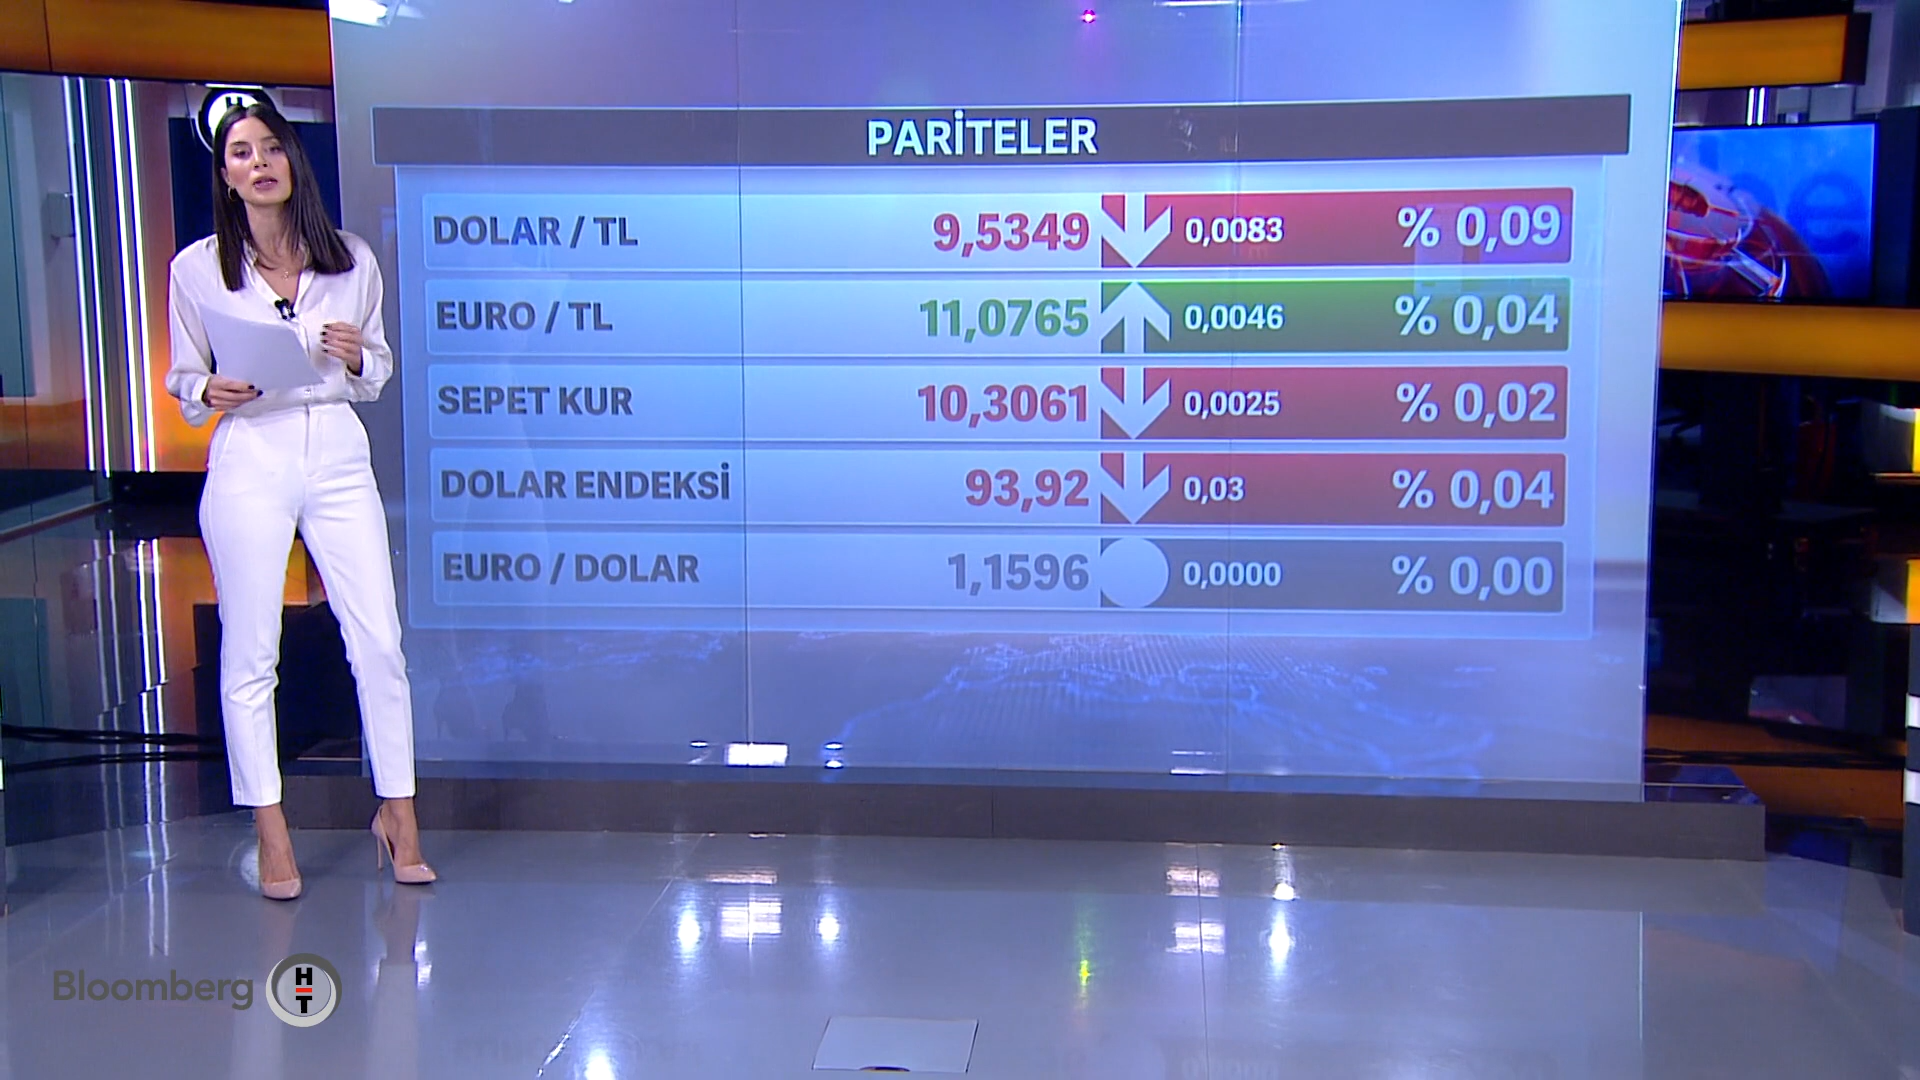 PARİTELER
DOLAR / TL 9,5349 0,0083 % 0,09
EURO / TL 11,0765 0,0046 % 0,04
SEPET KUR 10,3061 0,0025 % 0,02
DOLAR ENDEKSİ 93,92 0,03 % 0,04
EURO / DOLAR 1,1596 0,0000 % 0,00
Bloomberg HT